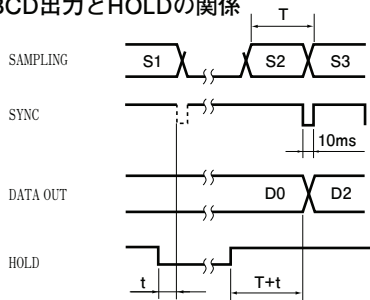 BCD出力とHOLDの関係
T
SAMPLING
S1
S2
S3
SYNC
10ms
DATA OUT
D0
D2
HOLD
t
T+t